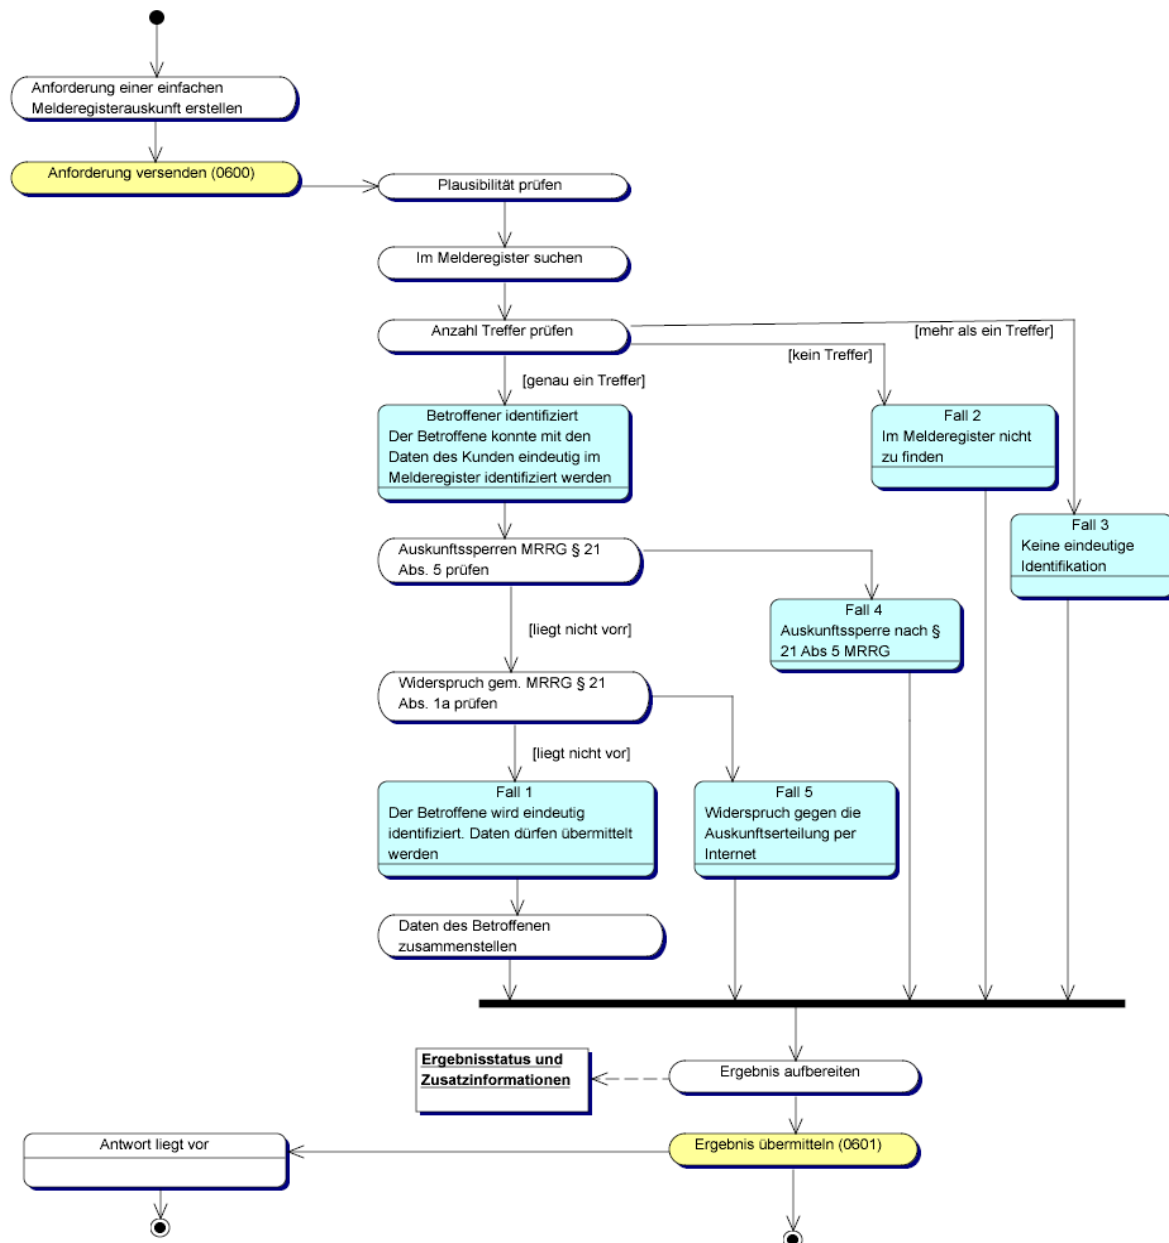 Anforderung einer einfachen
Melderegisterauskunft erstellen
Anforderung versenden (0600)
Plausibilität prüfen
Im Melderegister suchen
Anzahl Treffer prüfen
[mehr als ein Treffer]
[kein Treffer]
[genau ein Treffer]
Betroffener identifiziert
Der Betroffene konnte mit den
Daten des Kunden eindeutig im
Melderegister identifiziert werden
Fall 2
Im Melderegister nicht
zu finden
Fall 3
Keine eindeutige
Identifikation
Auskunftssperren MRRG § 21
Abs. 5 prüfen
Fall 4
Auskunftssperre nach §
21 Abs 5 MRRG
[liegt nicht vorr]
Widerspruch gem. MRRG § 21
Abs. 1a prüfen
[liegt nicht vor]
Fall 1
Der Betroffene wird eindeutig
identifiziert. Daten dürfen übermittelt
werden
Fall 5
Widerspruch gegen die
Auskunftserteilung per
Internet
Daten des Betroffenen
zusammenstellen
Ergebnisstatus und
Zusatzinformationen
Ergebnis aufbereiten
Ergebnis übermitteln (0601)
Antwort liegt vor